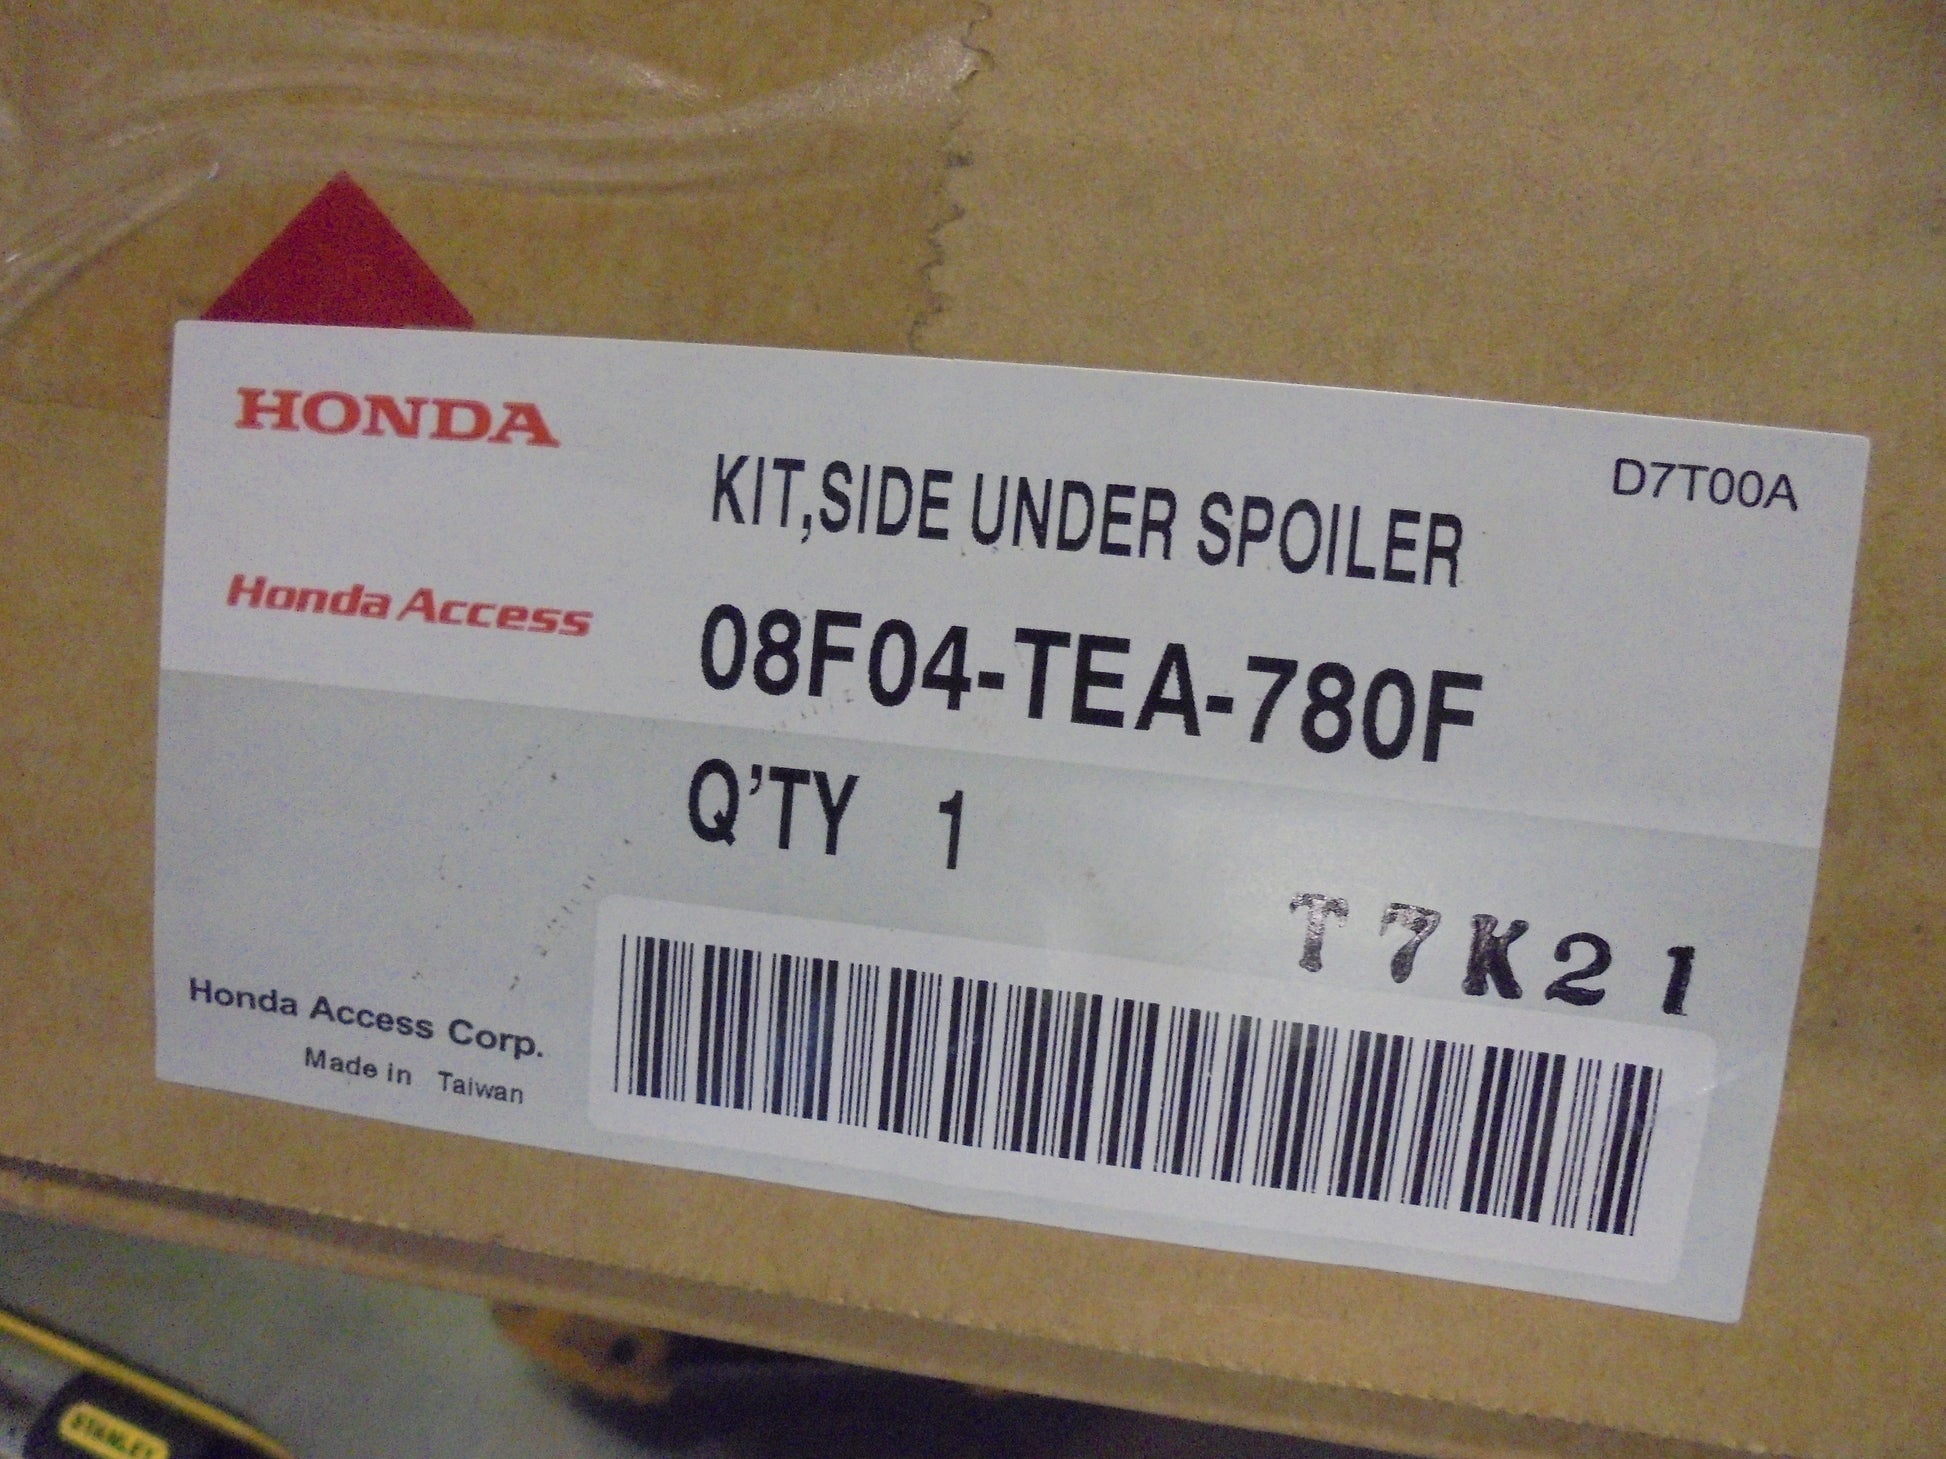 HONDA
KIT,SIDE UNDER SPOILER
D7T00A
Honda Access
08F04-TEA-780F
Q'TY 1
T7K21
Honda Access Corp.
Made in Taiwan
STANLEY